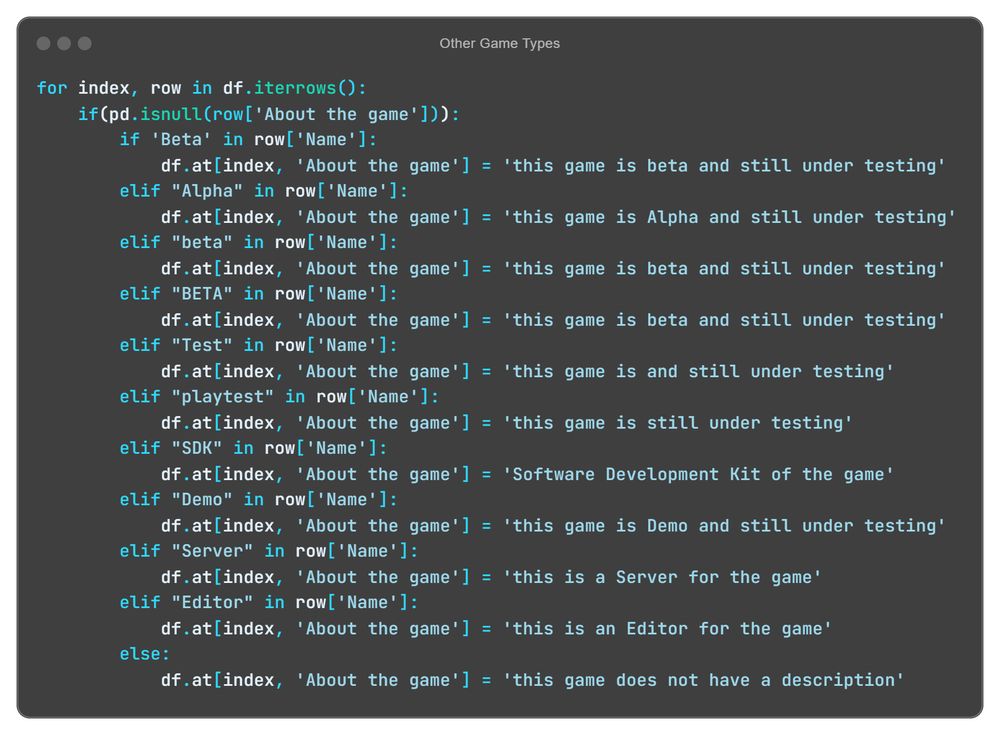 Other Game Types
for index, row in df.iterrows():
    if(pd.isnull(row['About the game'])):
        if 'Beta' in row['Name']:
            df.at[index, 'About the game'] = 'this game is beta and still under testing'
        elif "Alpha" in row['Name']:
            df.at[index, 'About the game'] = 'this game is Alpha and still under testing'
        elif "beta" in row['Name']:
            df.at[index, 'About the game'] = 'this game is beta and still under testing'
        elif "BETA" in row['Name']:
            df.at[index, 'About the game'] = 'this game is beta and still under testing'
        elif "Test" in row['Name']:
            df.at[index, 'About the game'] = 'this game is and still under testing'
        elif "playtest" in row['Name']:
            df.at[index, 'About the game'] = 'this game is still under testing'
        elif "SDK" in row['Name']:
            df.at[index, 'About the game'] = 'Software Development Kit of the game'
        elif "Demo" in row['Name']:
            df.at[index, 'About the game'] = 'this game is Demo and still under testing'
        elif "Server" in row['Name']:
            df.at[index, 'About the game'] = 'this is a Server for the game'
        elif "Editor" in row['Name']:
            df.at[index, 'About the game'] = 'this is an Editor for the game'
        else:
            df.at[index, 'About the game'] = 'this game does not have a description'